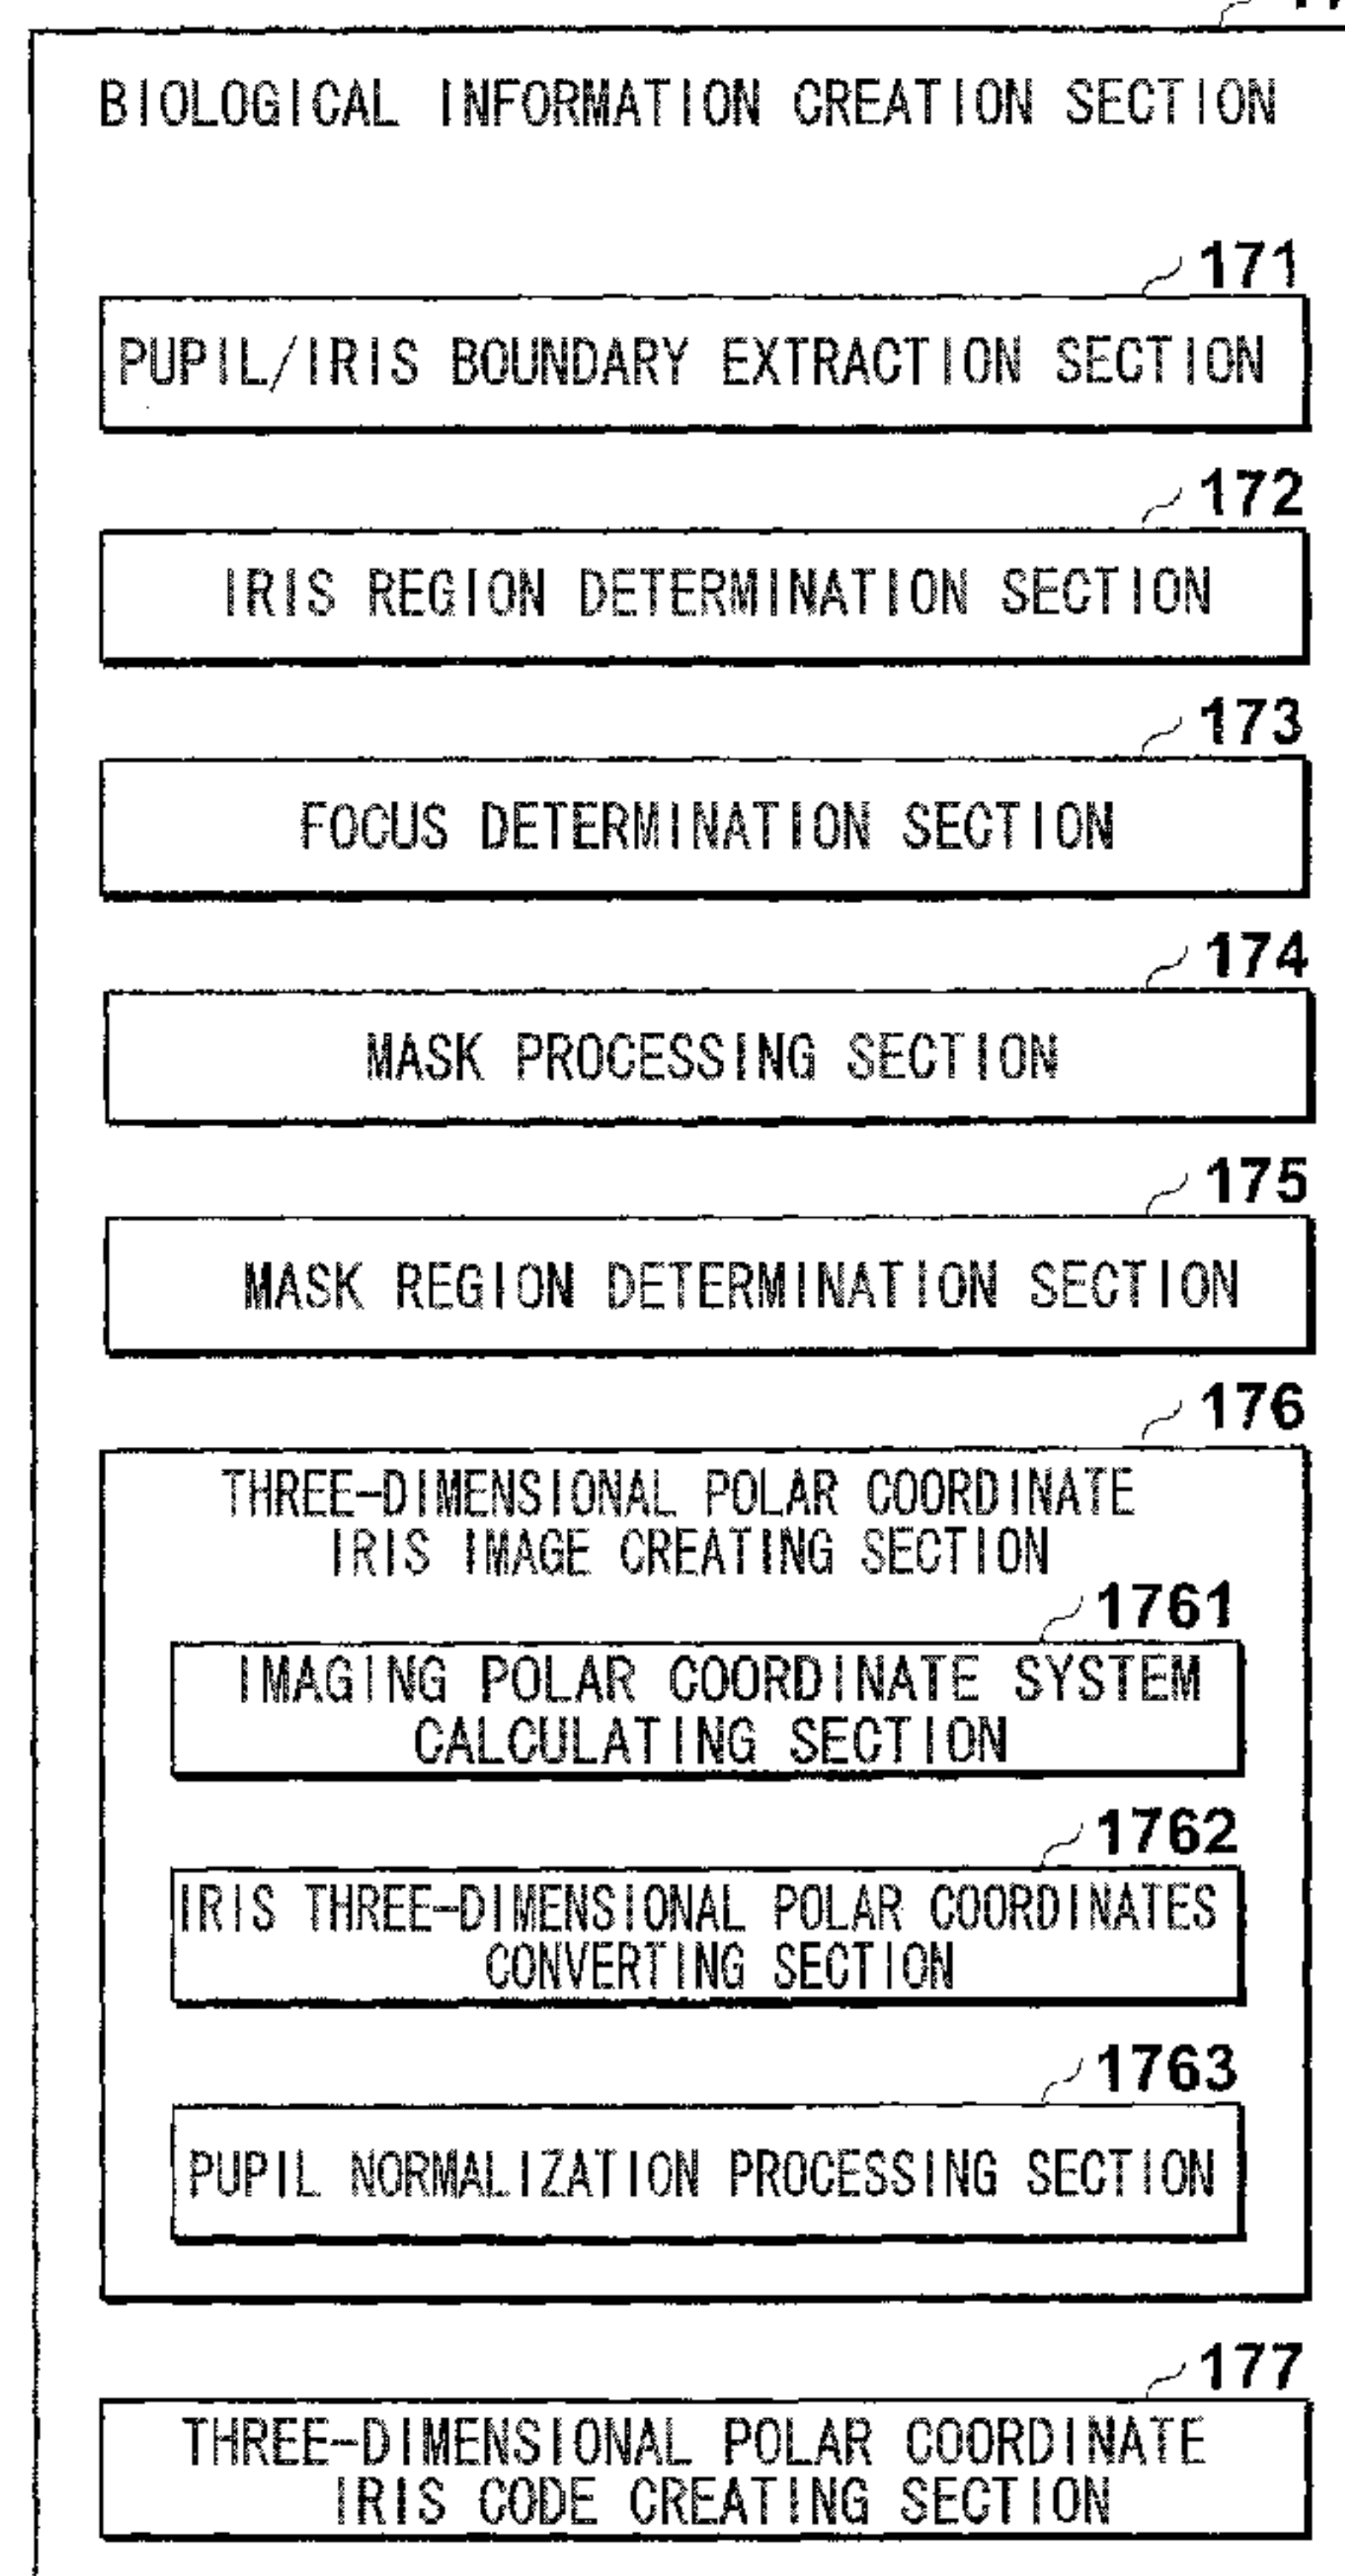 BIOLOGICAL INFORMATION CREATION SECTION
171
PUPIL/IRIS BOUNDARY EXTRACTION SECTION
172
IRIS REGION DETERMINATION SECTION
173
FOCUS DETERMINATION SECTION
174
MASK PROCESSING SECTION
175
MASK REGION DETERMINATION SECTION
176
THREE-DIMENSIONAL POLAR COORDINATE
IRIS IMAGE CREATING SECTION
1761
IMAGING POLAR COORDINATE SYSTEM
CALCULATING SECTION
1762
IRIS THREE-DIMENSIONAL POLAR COORDINATES
CONVERTING SECTION
1763
PUPIL NORMALIZATION PROCESSING SECTION
177
THREE-DIMENSIONAL POLAR COORDINATE
IRIS CODE CREATING SECTION